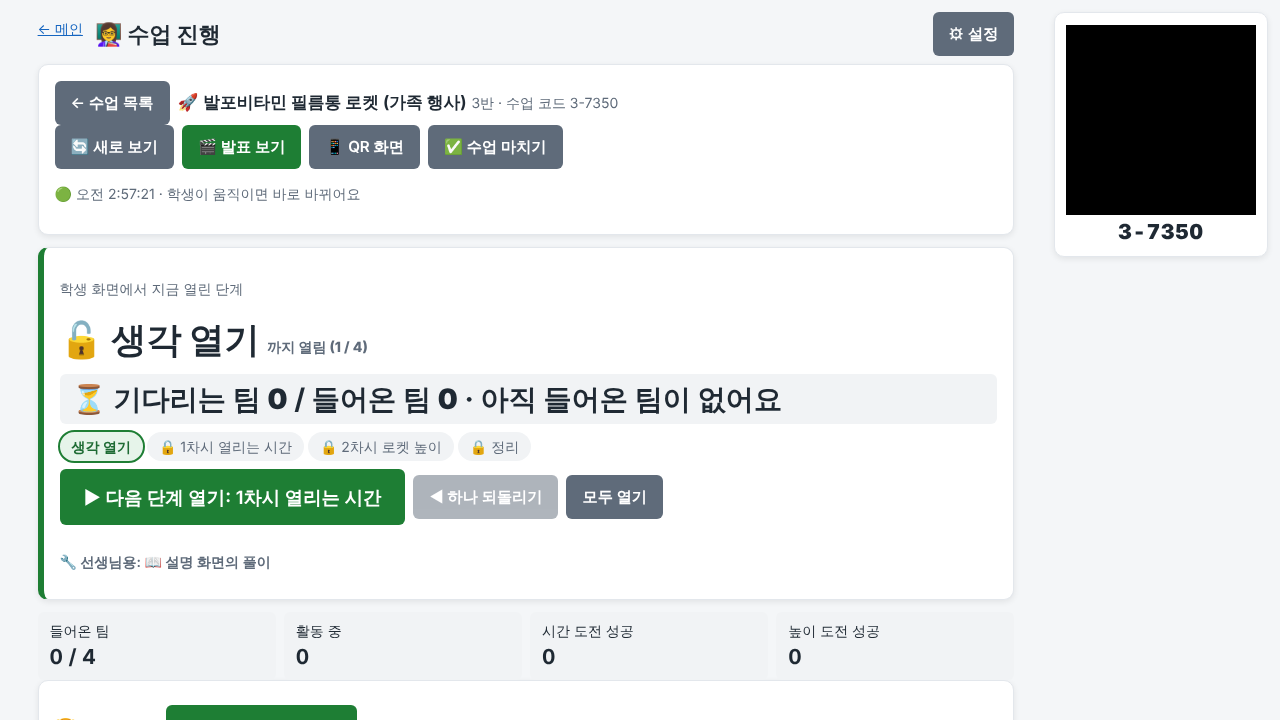 ← 메인
👩‍🏫 수업 진행
⚙ 설정
← 수업 목록
🚀 발포비타민 필름통 로켓 (가족 행사) 3반 · 수업 코드 3-7350
🔄 새로 보기
🎬 발표 보기
📱 QR 화면
✅ 수업 마치기
🟢 오전 2:57:21 · 학생이 움직이면 바로 바뀌어요
3-7350
학생 화면에서 지금 열린 단계
🔓 생각 열기 까지 열림 (1 / 4)
⏳ 기다리는 팀 0 / 들어온 팀 0 · 아직 들어온 팀이 없어요
생각 열기
🔒 1차시 열리는 시간
🔒 2차시 로켓 높이
🔒 정리
▶ 다음 단계 열기: 1차시 열리는 시간
◀ 하나 되돌리기
모두 열기
🔧 선생님용: 📖 설명 화면의 풀이
들어온 팀
0 / 4
활동 중
0
시간 도전 성공
0
높이 도전 성공
0